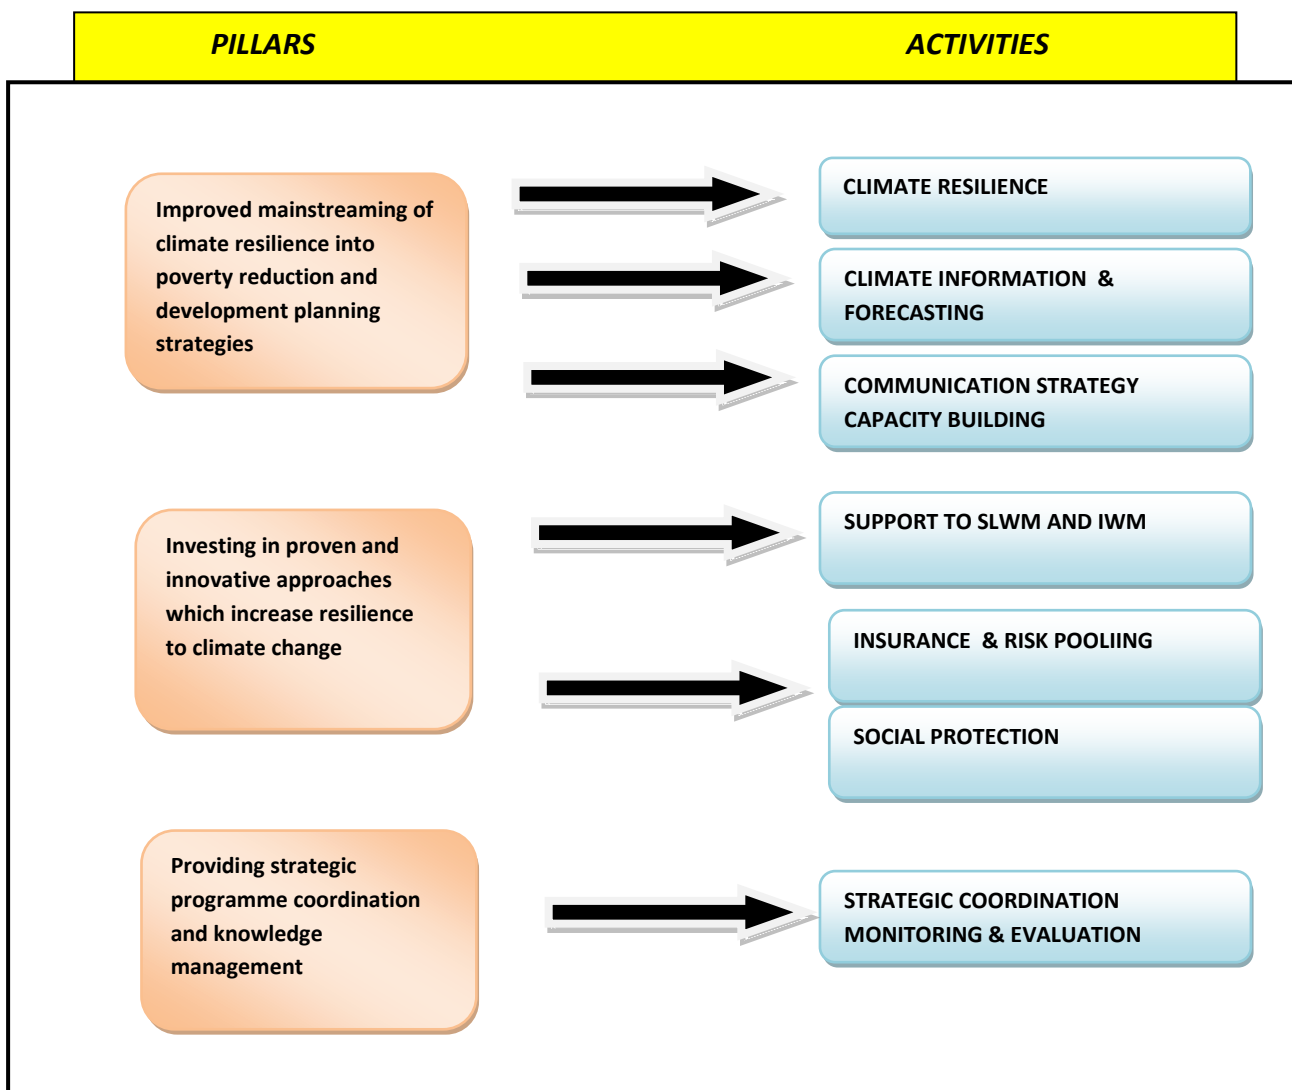 PILLARS
ACTIVITIES
Improved mainstreaming of
climate resilience into
poverty reduction and
development planning
strategies
CLIMATE RESILIENCE
CLIMATE INFORMATION  &
FORECASTING
COMMUNICATION STRATEGY
CAPACITY BUILDING
Investing in proven and
innovative approaches
which increase resilience
to climate change
SUPPORT TO SLWM AND IWM
INSURANCE  & RISK POOLIING
SOCIAL PROTECTION
Providing strategic
programme coordination
and knowledge
management
STRATEGIC COORDINATION
MONITORING & EVALUATION